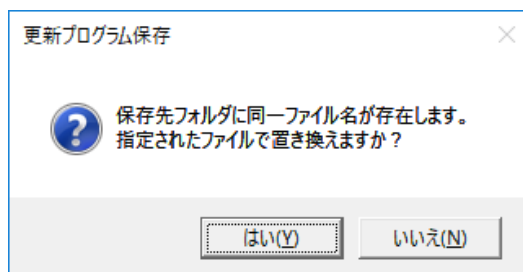 更新プログラム保存
保存先フォルダに同一ファイル名が存在します。
指定されたファイルで置き換えますか？
はい(Y)
いいえ(N)